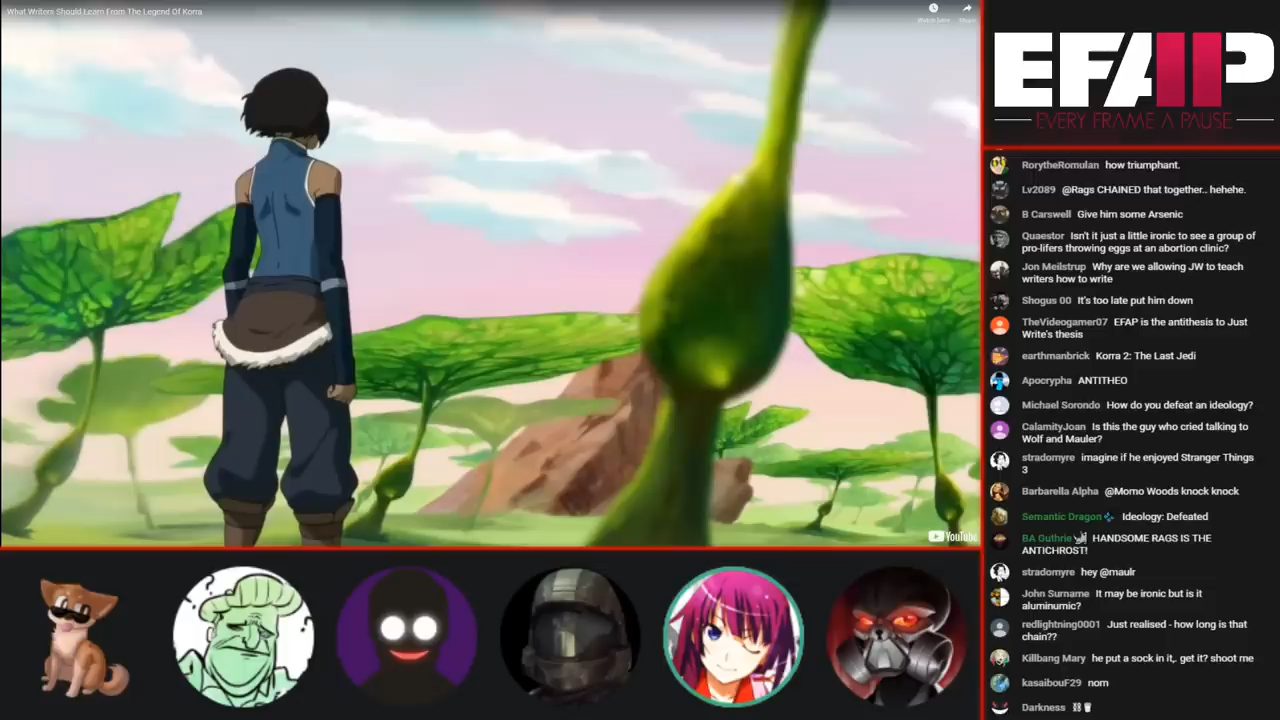 What Writers Should Learn From The Legend Of Korra
Watch later
Share
YouTube
EFAP
EVERY FRAME A PAUSE
RorytheRomulan how triumphant.
Lv2089 @Rags CHAINED that together.. hehehe.
B Carswell Give him some Arsenic
Quaestor Isn't it just a little ironic to see a group of
pro-lifers throwing eggs at an abortion clinic?
Jon Meilstrup Why are we allowing JW to teach
writers how to write
Shogus 00 It's too late put him down
TheVideogamer07 EFAP is the antithesis to Just
Write's thesis
earthmanbrick Korra 2: The Last Jedi
Apocrypha ANTITHEO
Michael Sorondo How do you defeat an ideology?
CalamityJoan Is this the guy who cried talking to
Wolf and Mauler?
stradomyre imagine if he enjoyed Stranger Things
3
Barbarella Alpha @Momo Woods knock knock
Semantic Dragon Ideology: Defeated
BA Guthrie HANDSOME RAGS IS THE
ANTICHROST!
stradomyre hey @maulr
John Surname It may be ironic but is it
aluminumic?
redlightning0001 Just realised - how long is that
chain??
Killbang Mary he put a sock in it,. get it? shoot me
kasaibouF29 nom
Darkness